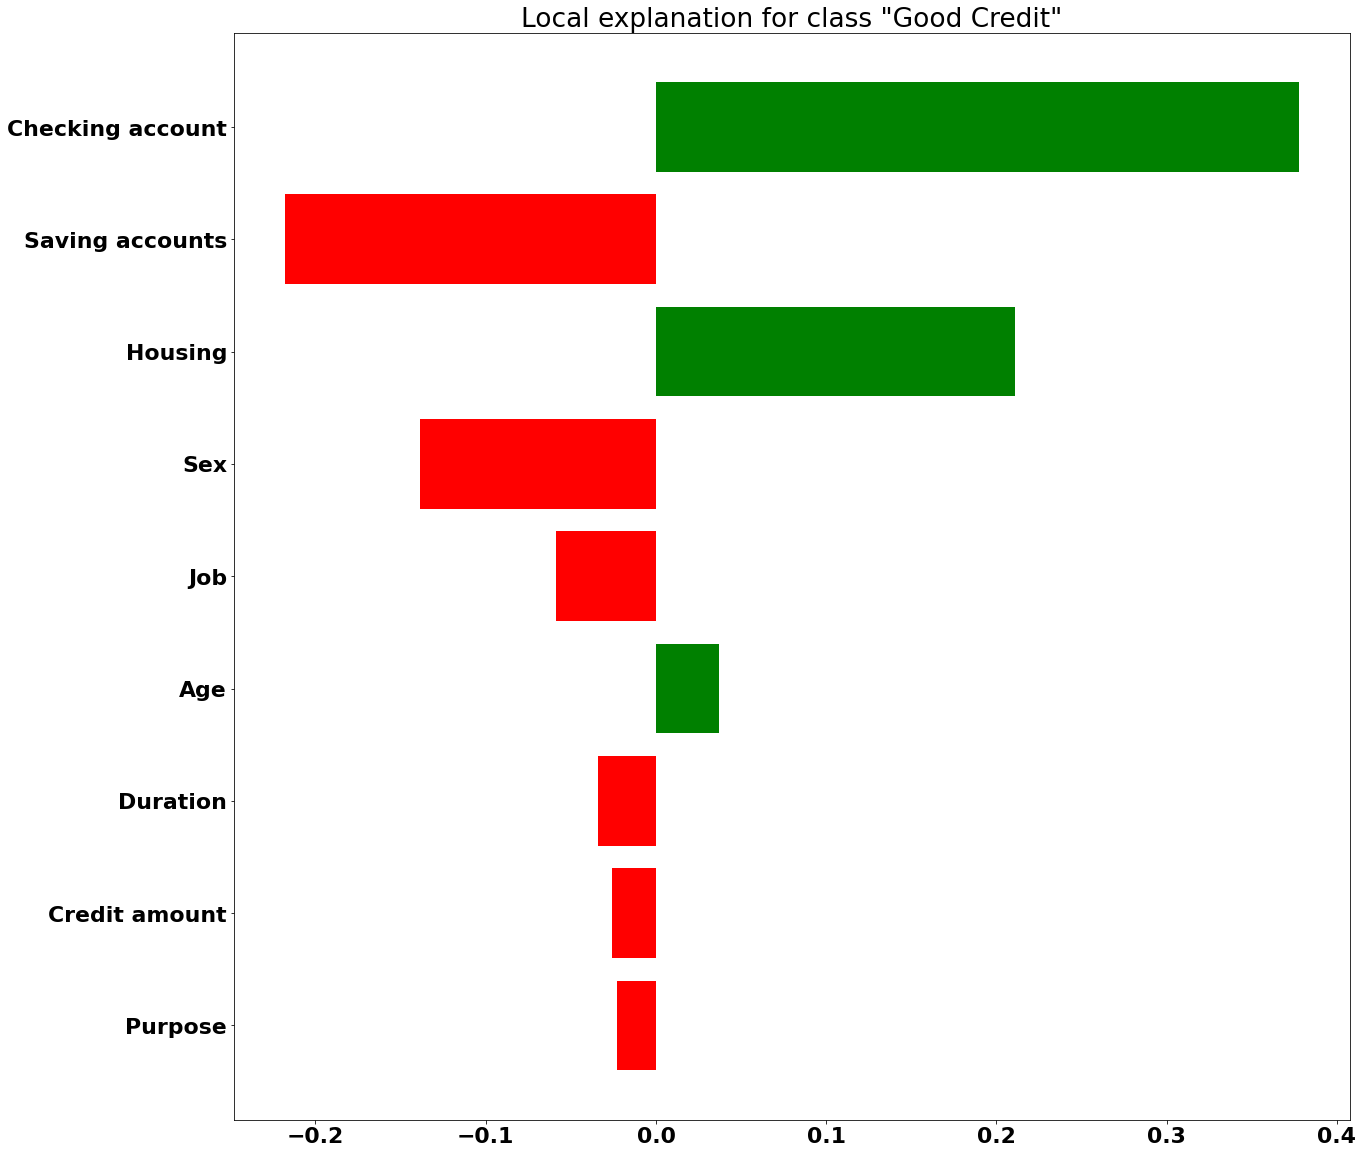 Local explanation for class "Good Credit"
Checking account
Saving accounts
Housing
Sex
Job
Age
Duration
Credit amount
Purpose
−0.2 −0.1 0.0 0.1 0.2 0.3 0.4